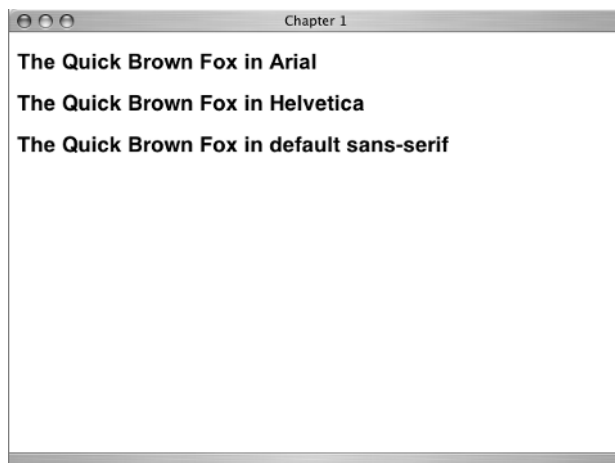 Chapter 1
The Quick Brown Fox in Arial
The Quick Brown Fox in Helvetica
The Quick Brown Fox in default sans-serif